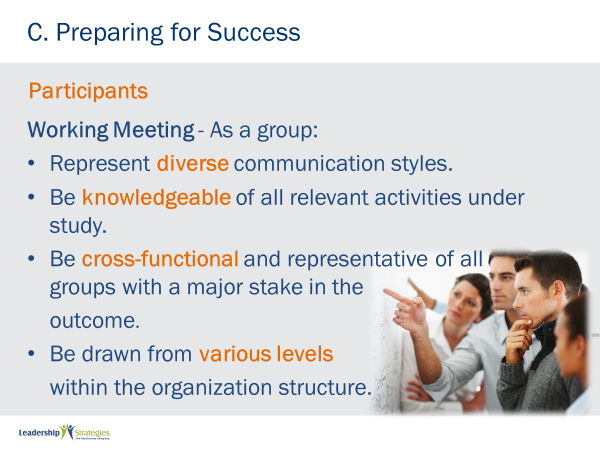 C. Preparing for Success
Participants
Working Meeting - As a group:
• Represent diverse communication styles.
• Be knowledgeable of all relevant activities under
study.
• Be cross-functional and representative of all
groups with a major stake in the
outcome.
• Be drawn from various levels
within the organization structure.
Leadership Strategies
The Facilitation Company